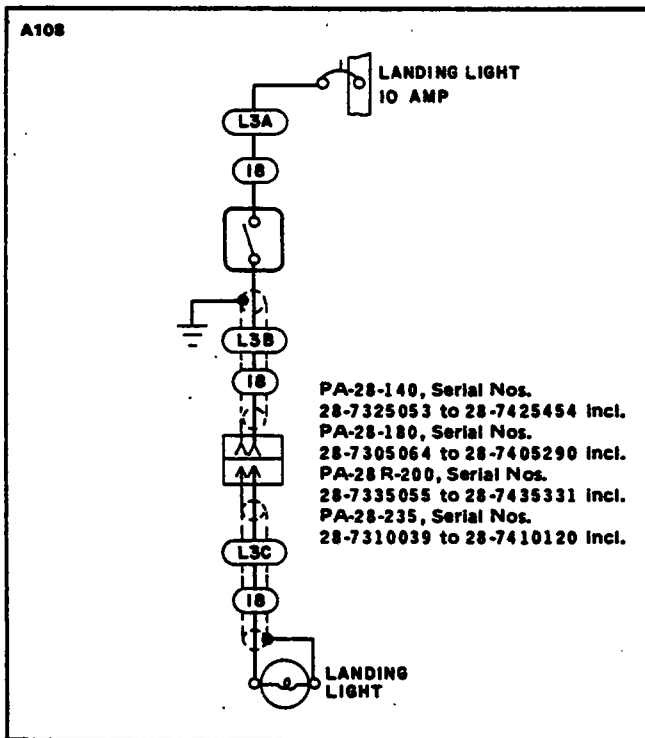 A108
LANDING LIGHT
10 AMP
L3A
18
L3B
18
PA-28-140, Serial Nos.
28-7325053 to 28-7425454 incl.
PA-28-180, Serial Nos.
28-7305064 to 28-7405290 incl.
PA-28R-200, Serial Nos.
28-7335055 to 28-7435331 incl.
PA-28-235, Serial Nos.
28-7310039 to 28-7410120 incl.
L3C
18
LANDING
LIGHT